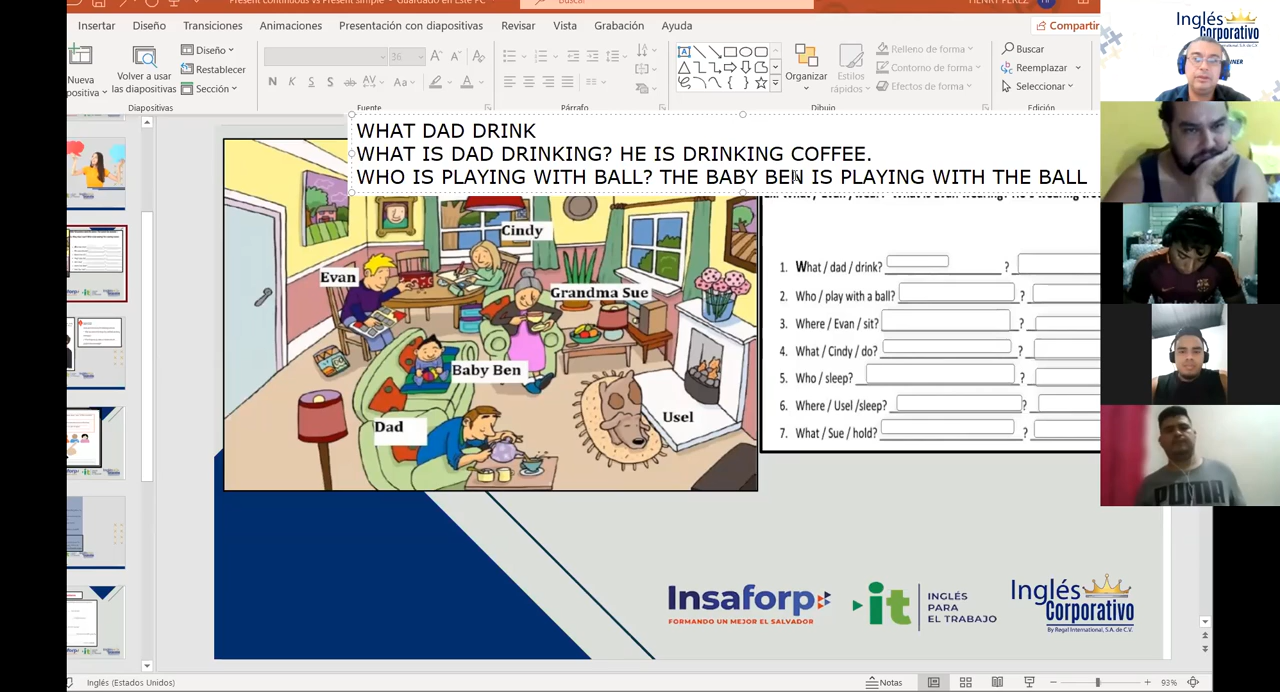 Insertar Diseño Transiciones Animaciones Presentación con diapositivas Revisar Vista Grabación Ayuda Compartir
Nueva
Volver a usar
las diapositivas
Diseño
Restablecer
Sección
Diapositivas
36
Fuente
Párrafo
Organizar
Estilos
rápidos
Relleno de forma
Contorno de forma
Efectos de forma
Dibujo
Buscar
Reemplazar
Seleccionar
Edición
Inglés
Corporativo
WHAT DAD DRINK
WHAT IS DAD DRINKING? HE IS DRINKING COFFEE.
WHO IS PLAYING WITH BALL? THE BABY BEN IS PLAYING WITH THE BALL
Cindy
Evan
Grandma Sue
Baby Ben
Dad
Usel
1. What / dad / drink? ?
2. Who / play with a ball? ?
3. Where / Evan / sit? ?
4. What / Cindy / do? ?
5. Who / sleep? ?
6. Where / Usel /sleep? ?
7. What / Sue / hold? ?
PUMA
Insaforp
FORMANDO UN MEJOR EL SALVADOR
it
INGLÉS
PARA
EL TRABAJO
Inglés
Corporativo
By Regal International, S.A. de C.V.
Inglés (Estados Unidos) Notas 93%